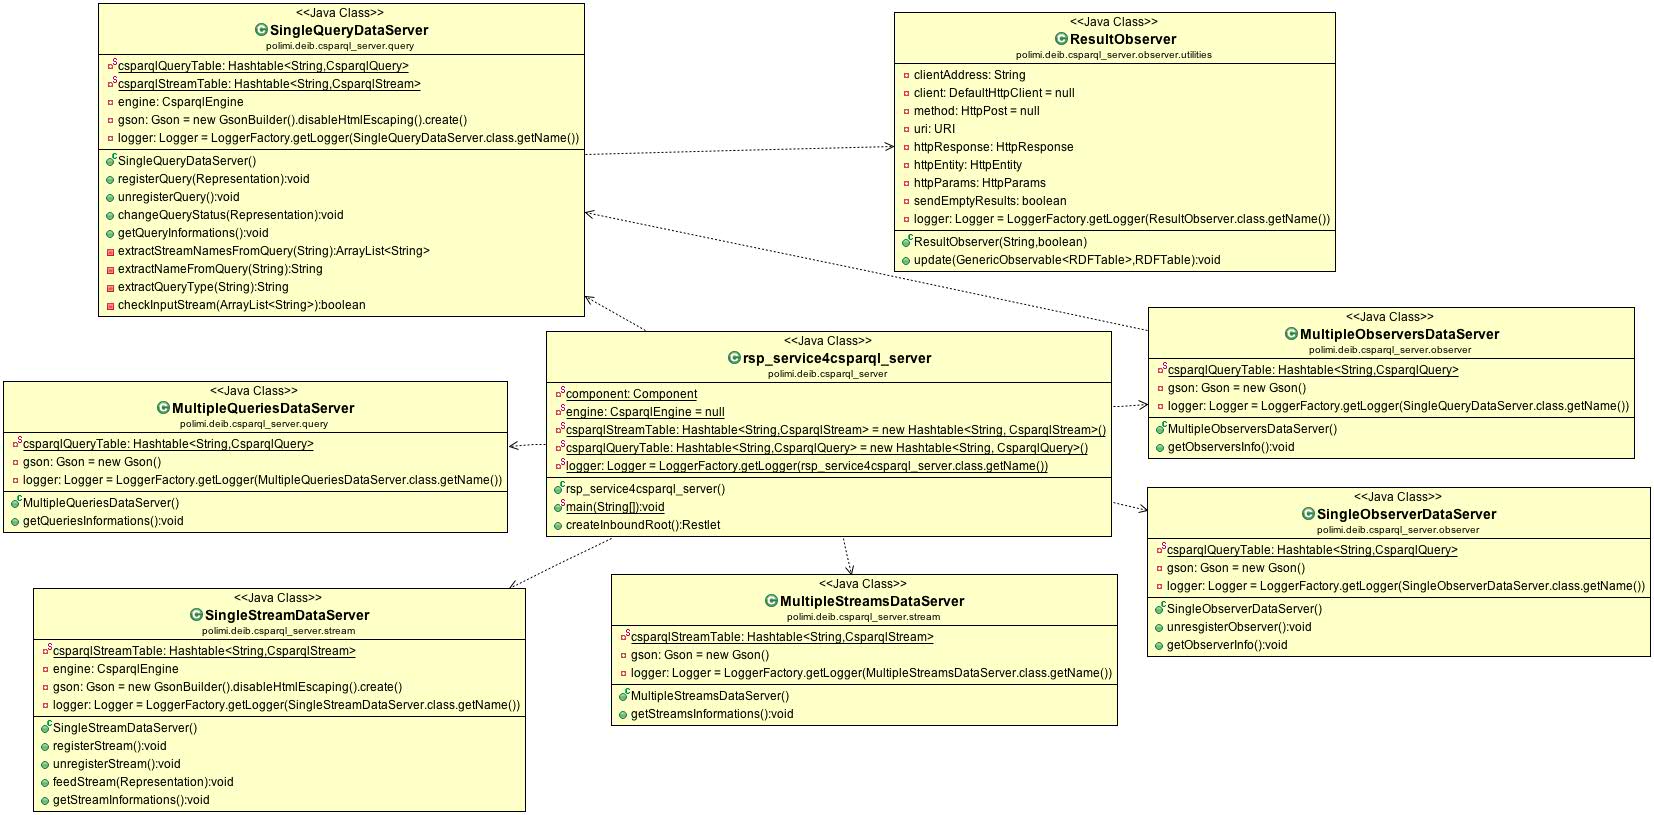 <<Java Class>>
SingleQueryDataServer
polimi.deib.csparql_server.query
csparqlQueryTable: Hashtable<String,CsparqlQuery>
csparqlStreamTable: Hashtable<String,CsparqlStream>
engine: CsparqlEngine
gson: Gson = new GsonBuilder().disableHtmlEscaping().create()
logger: Logger = LoggerFactory.getLogger(SingleQueryDataServer.class.getName())
SingleQueryDataServer()
registerQuery(Representation):void
unregisterQuery():void
changeQueryStatus(Representation):void
getQueryInformations():void
extractStreamNamesFromQuery(String):ArrayList<String>
extractNameFromQuery(String):String
extractQueryType(String):String
checkInputStream(ArrayList<String>):boolean
<<Java Class>>
ResultObserver
polimi.deib.csparql_server.observer.utilities
clientAddress: String
client: DefaultHttpClient = null
method: HttpPost = null
uri: URI
httpResponse: HttpResponse
httpEntity: HttpEntity
httpParams: HttpParams
sendEmptyResults: boolean
logger: Logger = LoggerFactory.getLogger(ResultObserver.class.getName())
ResultObserver(String,boolean)
update(GenericObservable<RDFTable>,RDFTable):void
<<Java Class>>
MultipleObserversDataServer
polimi.deib.csparql_server.observer
csparqlQueryTable: Hashtable<String,CsparqlQuery>
gson: Gson = new Gson()
logger: Logger = LoggerFactory.getLogger(SingleQueryDataServer.class.getName())
MultipleObserversDataServer()
getObserversInfo():void
<<Java Class>>
rsp_service4csparql_server
polimi.deib.csparql_server
component: Component
engine: CsparqlEngine = null
csparqlStreamTable: Hashtable<String,CsparqlStream> = new Hashtable<String, CsparqlStream>()
csparqlQueryTable: Hashtable<String,CsparqlQuery> = new Hashtable<String, CsparqlQuery>()
logger: Logger = LoggerFactory.getLogger(rsp_service4csparql_server.class.getName())
rsp_service4csparql_server()
main(String[]):void
createInboundRoot():Restlet
<<Java Class>>
MultipleQueriesDataServer
polimi.deib.csparql_server.query
csparqlQueryTable: Hashtable<String,CsparqlQuery>
gson: Gson = new Gson()
logger: Logger = LoggerFactory.getLogger(MultipleQueriesDataServer.class.getName())
MultipleQueriesDataServer()
getQueriesInformations():void
<<Java Class>>
SingleObserverDataServer
polimi.deib.csparql_server.observer
csparqlQueryTable: Hashtable<String,CsparqlQuery>
gson: Gson = new Gson()
logger: Logger = LoggerFactory.getLogger(SingleObserverDataServer.class.getName())
SingleObserverDataServer()
unresgisterObserver():void
getObserverInfo():void
<<Java Class>>
SingleStreamDataServer
polimi.deib.csparql_server.stream
csparqlStreamTable: Hashtable<String,CsparqlStream>
engine: CsparqlEngine
gson: Gson = new GsonBuilder().disableHtmlEscaping().create()
logger: Logger = LoggerFactory.getLogger(SingleStreamDataServer.class.getName())
SingleStreamDataServer()
registerStream():void
unregisterStream():void
feedStream(Representation):void
getStreamInformations():void
<<Java Class>>
MultipleStreamsDataServer
polimi.deib.csparql_server.stream
csparqlStreamTable: Hashtable<String,CsparqlStream>
gson: Gson = new Gson()
logger: Logger = LoggerFactory.getLogger(MultipleStreamsDataServer.class.getName())
MultipleStreamsDataServer()
getStreamsInformations():void